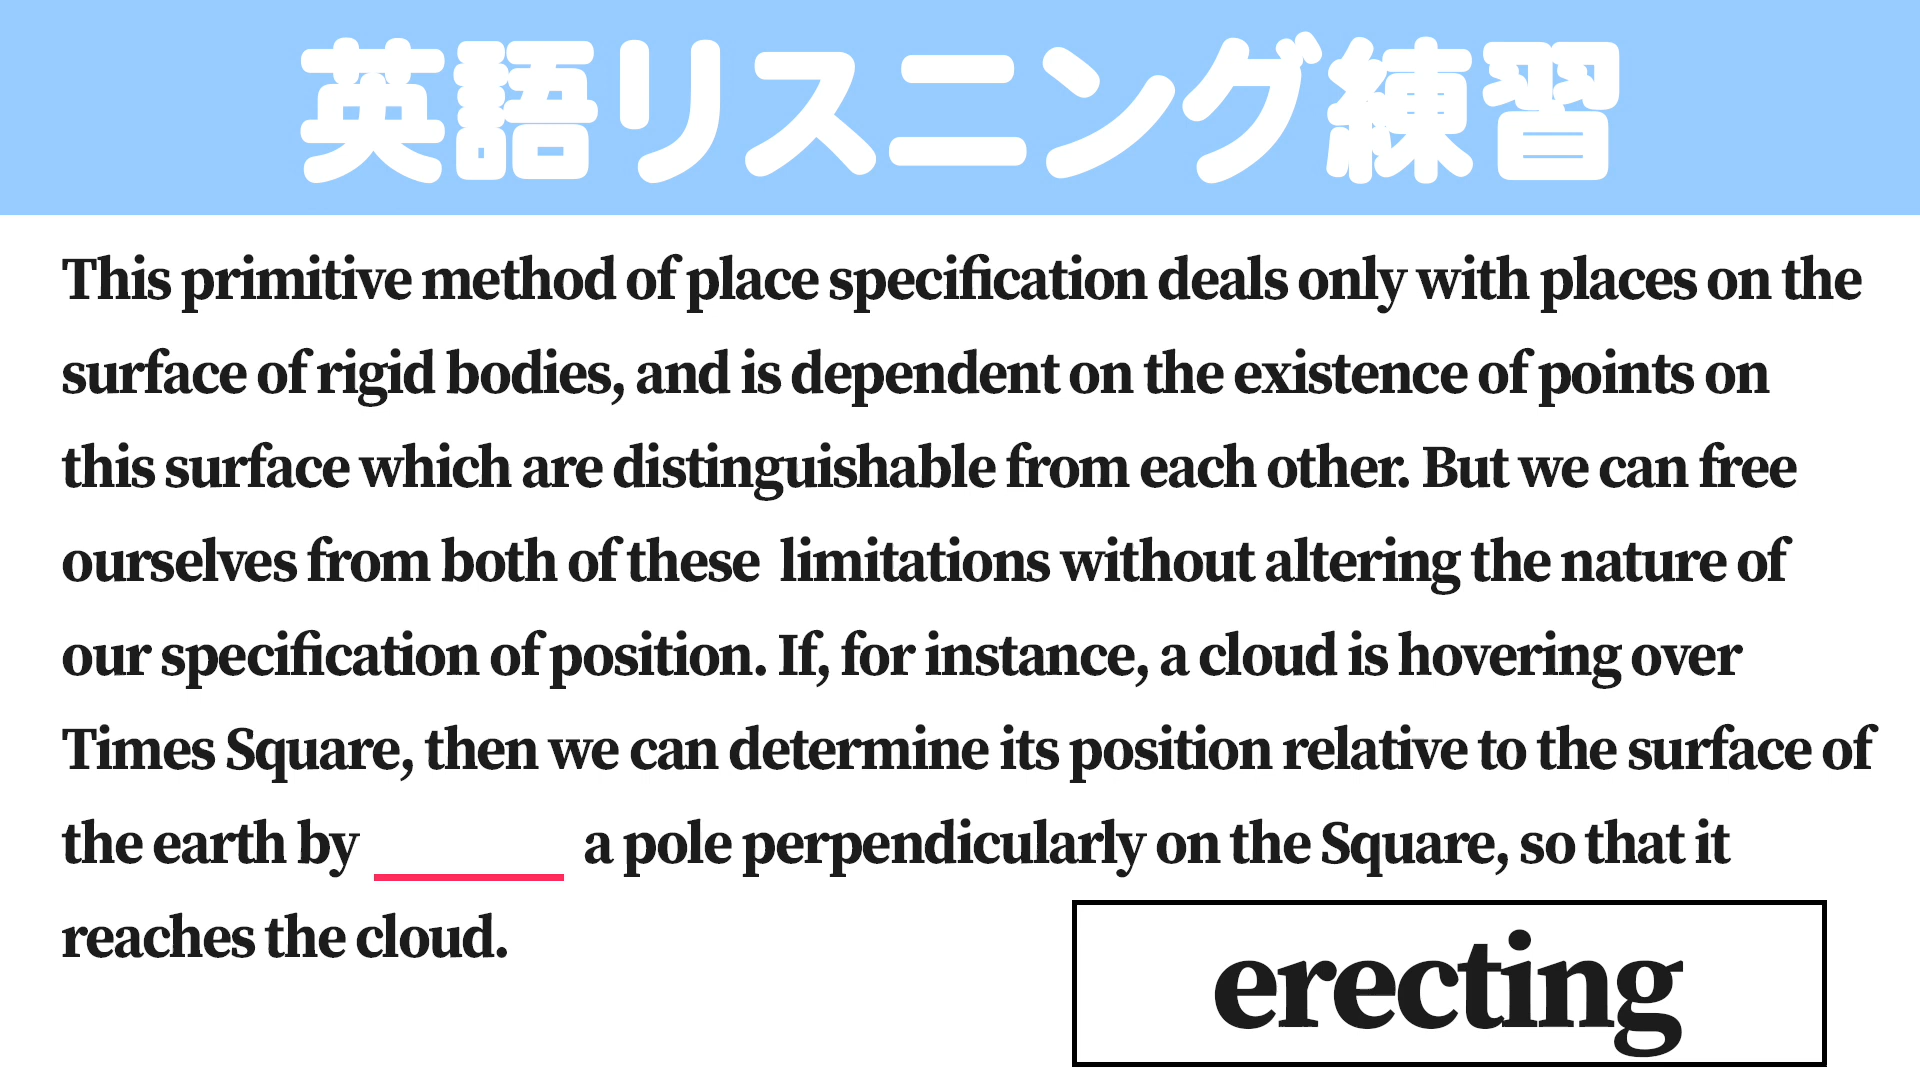 英語リスニング練習
This primitive method of place specification deals only with places on the
surface of rigid bodies, and is dependent on the existence of points on
this surface which are distinguishable from each other. But we can free
ourselves from both of these  limitations without altering the nature of
our specification of position. If, for instance, a cloud is hovering over
Times Square, then we can determine its position relative to the surface of
the earth by ______ a pole perpendicularly on the Square, so that it
reaches the cloud.
erecting